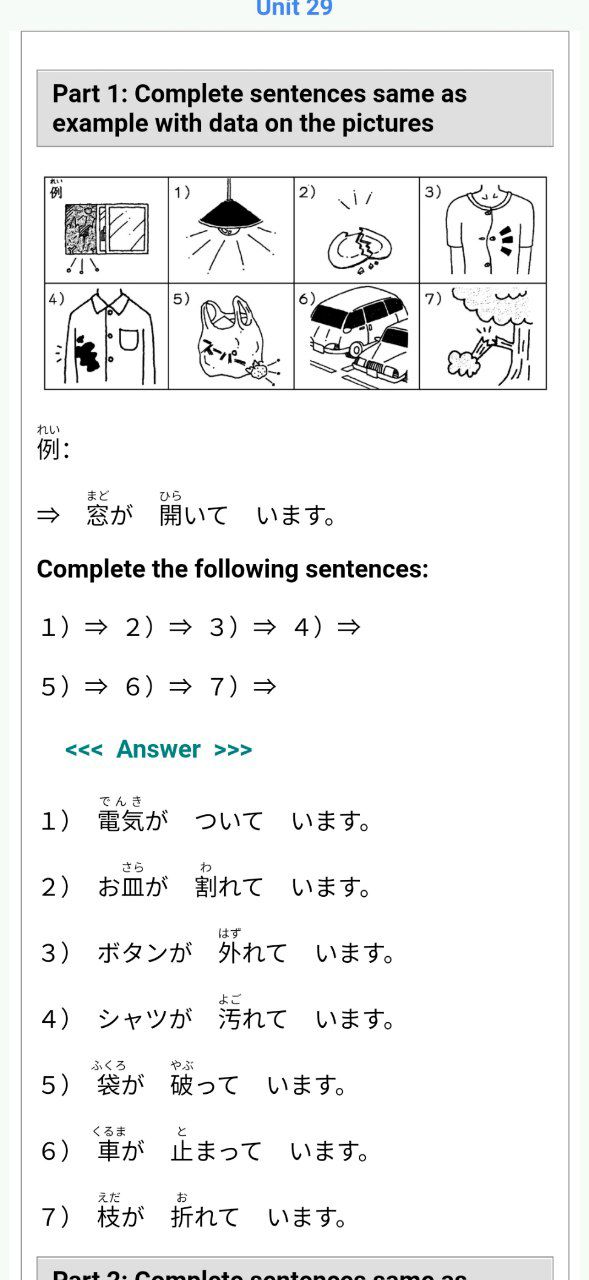 Unit 29
Part 1: Complete sentences same as
example with data on the pictures
れい
例
1)
2)
3)
4)
5)
スーパー
6)
7)
れい
例：
まど ひら
⇒ 窓が 開いて います。
Complete the following sentences:
１）⇒ ２）⇒ ３）⇒ ４）⇒
５）⇒ ６）⇒ ７）⇒
<<< Answer >>>
でんき
１） 電気が ついて います。
さら わ
２） お皿が 割れて います。
はず
３） ボタンが 外れて います。
よご
４） シャツが 汚れて います。
ふくろ やぶ
５） 袋が 破って います。
くるま と
６） 車が 止まって います。
えだ お
７） 枝が 折れて います。
Part 2: Complete sentences same as